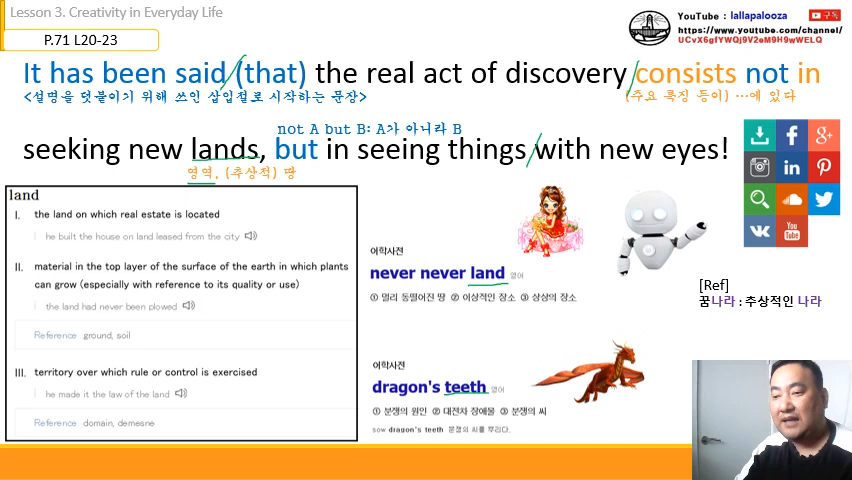 Lesson 3. Creativity in Everyday Life
P.71 L20-23
YouTube : lallapalooza
구독
https://www.youtube.com/channel/
UCvX6gfYWQj9V2eM9H9wWELQ
It has been said (that) the real act of discovery consists not in
<설명을 덧붙이기 위해 쓰인 삽입절로 시작하는 문장>
(주요 특징 등이) …에 있다
not A but B: A가 아니라 B
seeking new lands, but in seeing things with new eyes!
영역, (추상적) 땅
land
I. the land on which real estate is located
he built the house on land leased from the city
II. material in the top layer of the surface of the earth in which plants
can grow (especially with reference to its quality or use)
the land had never been plowed
Reference ground, soil
III. territory over which rule or control is exercised
he made it the law of the land
Reference domain, demesne
어학사전
never never land 영어
① 멀리 동떨어진 땅 ② 이상적인 장소 ③ 상상의 장소
어학사전
dragon's teeth 영어
① 분쟁의 원인 ② 대전차 장애물 ③ 분쟁의 씨
sow dragon's teeth 분쟁의 씨를 뿌리다.
f
g+
in
VK
You
Tube
[Ref]
꿈나라 : 추상적인 나라